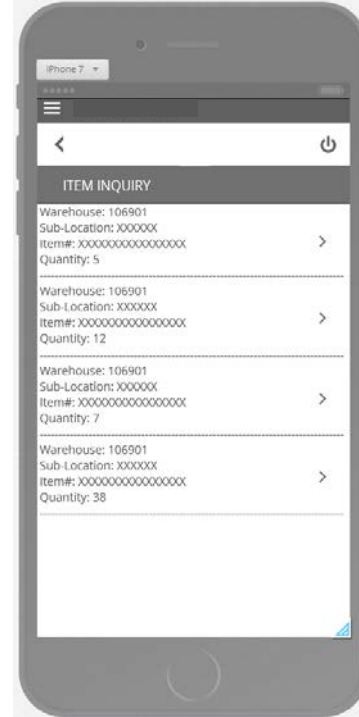 iPhone 7
ITEM INQUIRY
Warehouse: 106901
Sub-Location: XXXXXX
Item#: XXXXXXXXXXXXXXXX
Quantity: 5
Warehouse: 106901
Sub-Location: XXXXXX
Item#: XXXXXXXXXXXXXXXX
Quantity: 12
Warehouse: 106901
Sub-Location: XXXXXX
Item#: XXXXXXXXXXXXXXXX
Quantity: 7
Warehouse: 106901
Sub-Location: XXXXXX
Item#: XXXXXXXXXXXXXXXX
Quantity: 38